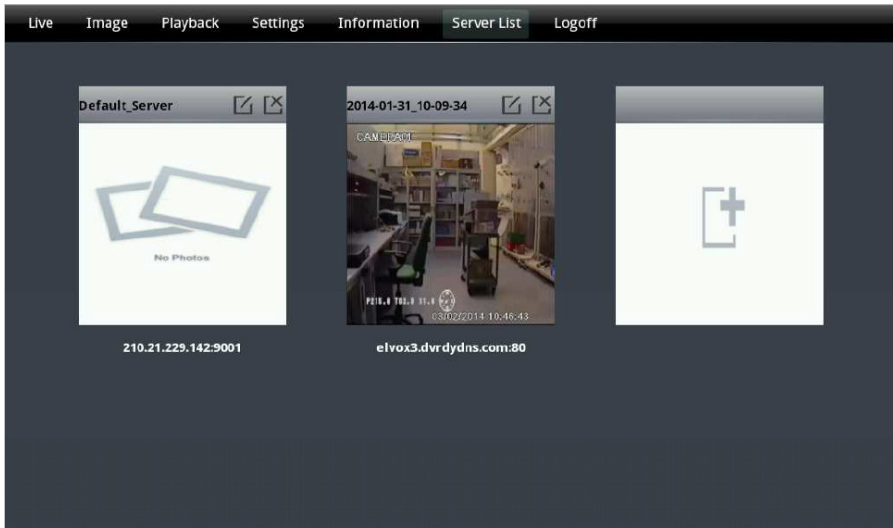 Live Image Playback Settings Information Server List Logoff
Default_Server
2014-01-31_10-09-34
CAMERA01
No Photos
03/02/2014 10:46:43
210.21.229.142:9001
elvox3.dvrdydns.com:80